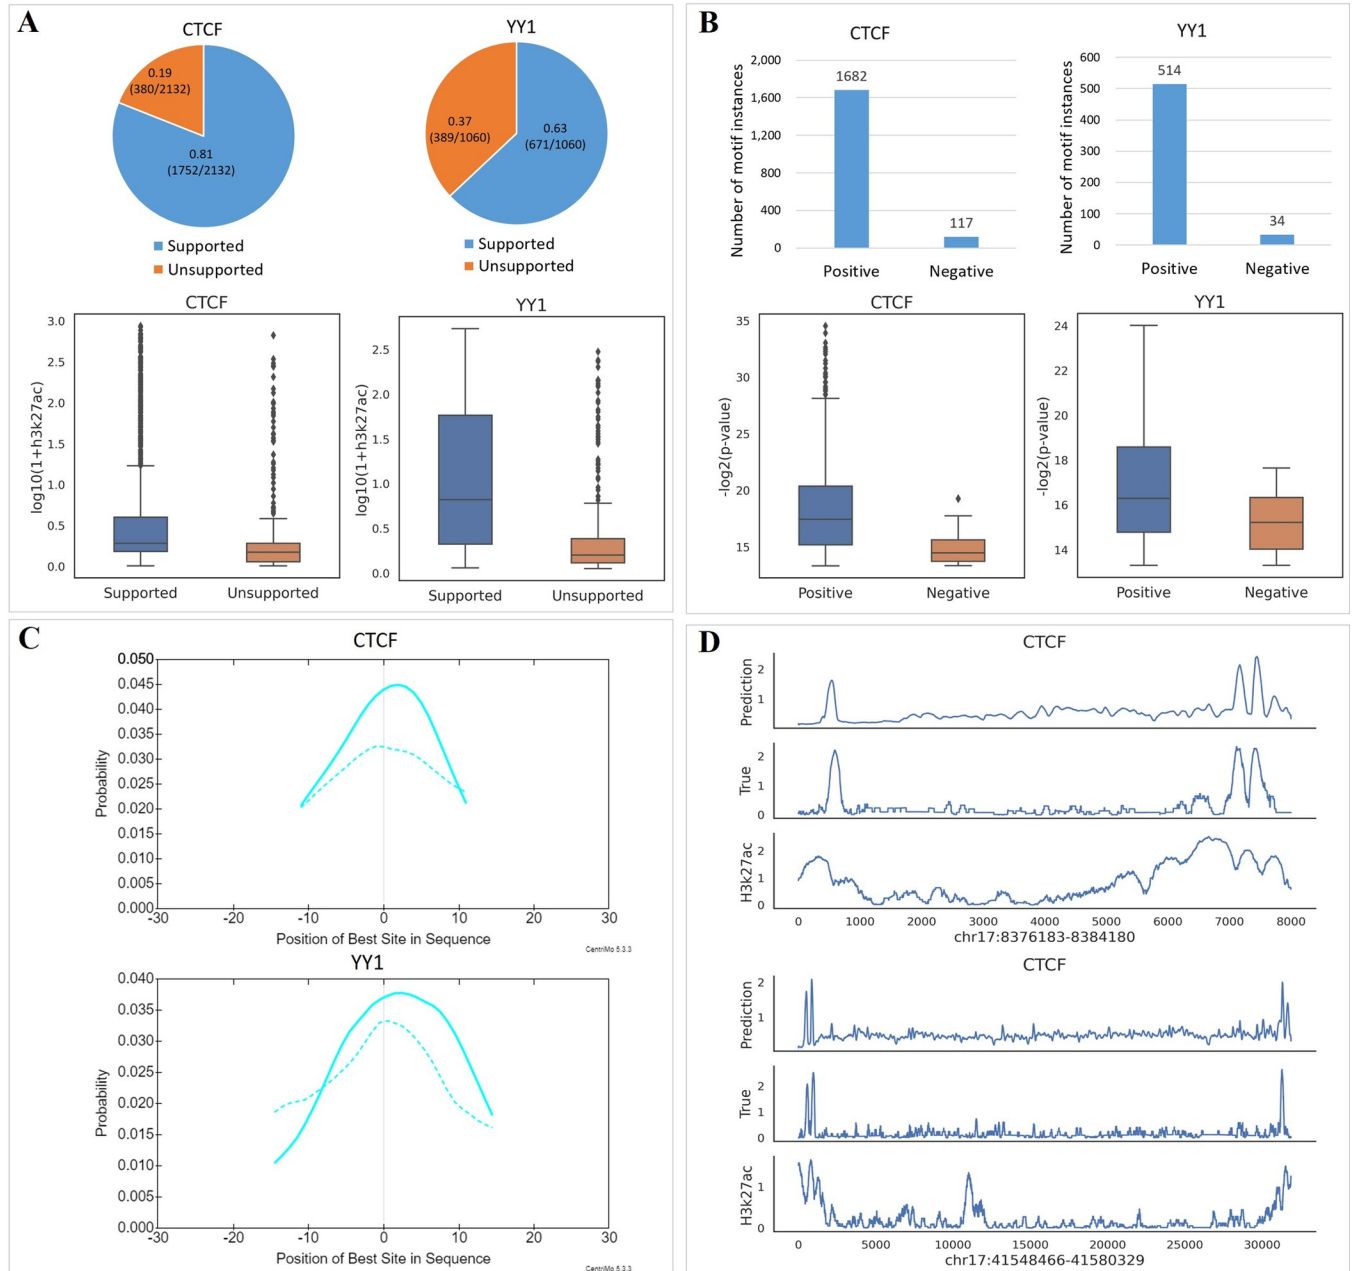 A
CTCF
0.19
(380/2132)
0.81
(1752/2132)
Supported
Unsupported
YY1
0.37
(389/1060)
0.63
(671/1060)
Supported
Unsupported
CTCF
log10(1+h3k27ac)
3.0
2.5
2.0
1.5
1.0
0.5
0.0
Supported Unsupported
YY1
log10(1+h3k27ac)
2.5
2.0
1.5
1.0
0.5
0.0
Supported Unsupported
B
CTCF
Number of motif instances
2,000
1,600
1,200
800
400
0
1682
117
Positive Negative
YY1
Number of motif instances
600
500
400
300
200
100
0
514
34
Positive Negative
CTCF
-log2(p-value)
35
30
25
20
15
Positive Negative
YY1
-log2(p-value)
24
22
20
18
16
14
Positive Negative
C
CTCF
Probability
0.050
0.045
0.040
0.035
0.030
0.025
0.020
0.015
0.010
0.005
0.000
-30 -20 -10 0 10 20 30
Position of Best Site in Sequence
CentriMo 5.3.3
YY1
Probability
0.040
0.035
0.030
0.025
0.020
0.015
0.010
0.005
0.000
-30 -20 -10 0 10 20 30
Position of Best Site in Sequence
CentriMo 5.3.3
D
CTCF
Prediction
2
1
True
2
1
0
H3k27ac
2
1
0
0 1000 2000 3000 4000 5000 6000 7000 8000
chr17:8376183-8384180
CTCF
Prediction
2
1
True
2
1
0
H3k27ac
1
0
0 5000 10000 15000 20000 25000 30000
chr17:41548466-41580329